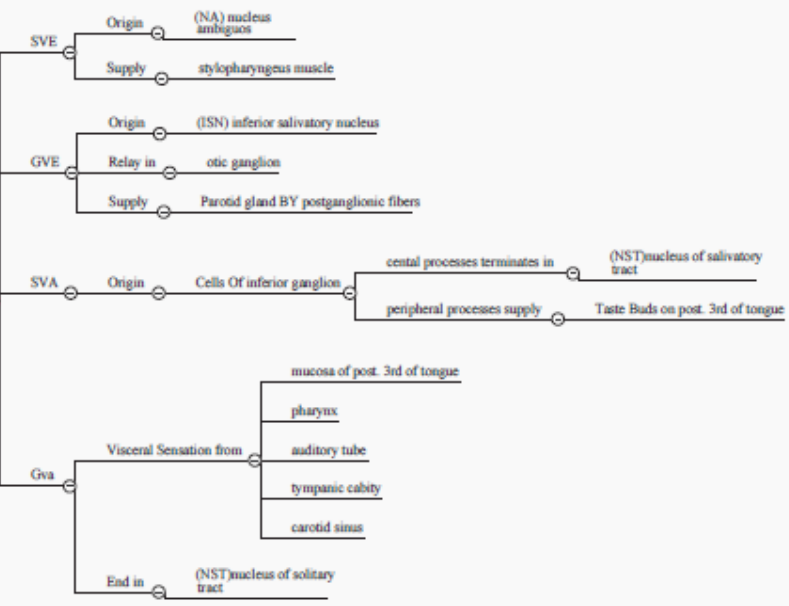 SVE
Origin
(NA) nucleus
ambiguos
Supply
stylopharyngeus muscle
GVE
Origin
(ISN) inferior salivatory nucleus
Relay in
otic ganglion
Supply
Parotid gland BY postganglionic fibers
SVA
Origin
Cells Of inferior ganglion
cental processes terminates in
(NST)nucleus of salivatory
tract
peripheral processes supply
Taste Buds on post. 3rd of tongue
Gva
Visceral Sensation from
mucosa of post. 3rd of tongue
pharynx
auditory tube
tympanic cabity
carotid sinus
End in
(NST)nucleus of solitary
tract